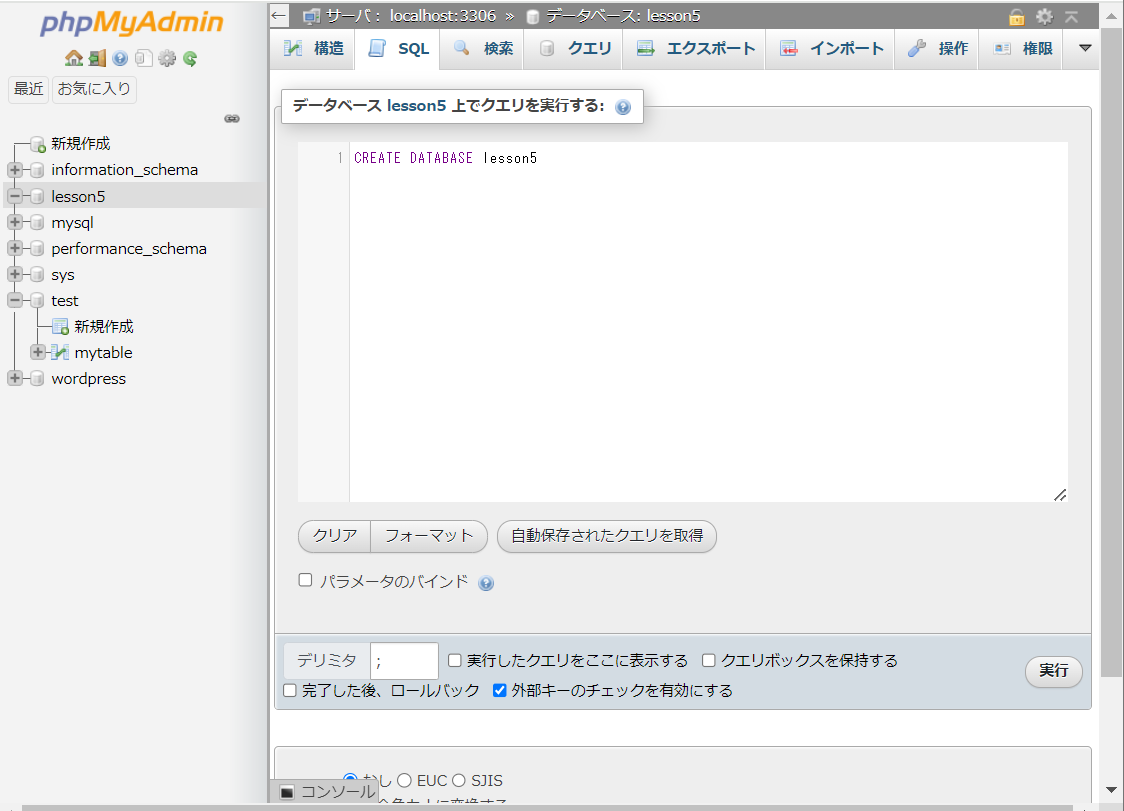 phpMyAdmin
最近 お気に入り
新規作成
information_schema
lesson5
mysql
performance_schema
sys
test
新規作成
mytable
wordpress
← サーバ: localhost:3306 » データベース: lesson5
構造 SQL 検索 クエリ エクスポート インポート 操作 権限
データベース lesson5 上でクエリを実行する:
1 CREATE DATABASE lesson5
クリア フォーマット 自動保存されたクエリを取得
パラメータのバインド
デリミタ ; 実行したクエリをここに表示する クエリボックスを保持する
完了した後、ロールバック 外部キーのチェックを有効にする
実行
なし EUC SJIS
コンソール